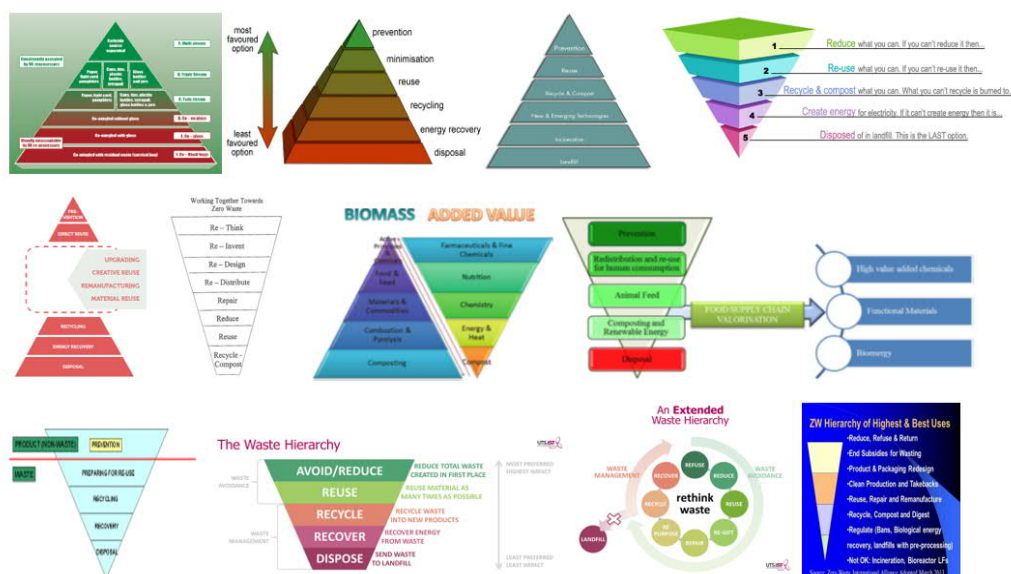 most
favoured
option
least
favoured
option
prevention
minimisation
reuse
recycling
energy recovery
disposal
Prevention
Reuse
Recycle & Compost
New & Emerging Technologies
Incineration
Landfill
1 Reduce what you can. If you can't reduce it then...
2 Re-use what you can. If you can't re-use it then...
3 Recycle & compost what you can. What you can't recycle is burned to..
4 Create energy for electricity. If it can't create energy then it is...
5 Disposed of in landfill. This is the LAST option.
PRE-
VENTION
DIRECT REUSE
UPGRADING
CREATIVE REUSE
REMANUFACTURING
MATERIAL REUSE
RECYCLING
ENERGY RECOVERY
DISPOSAL
Working Together Towards
Zero Waste
Re – Think
Re – Invent
Re – Design
Re – Distribute
Repair
Reduce
Reuse
Recycle -
Compost
BIOMASS ADDED VALUE
Food &
Feed
Materials &
Commodities
Combustion &
Pyrolysis
Composting
Farmaceuticals & Fine
Chemicals
Nutrition
Chemistry
Energy &
Heat
Compost
Prevention
Redistribution and re-use
for human consumption
Animal Feed
Composting and
Renewable Energy
Disposal
FOOD SUPPLY CHAIN
VALORISATION
High value added chemicals
Functional Materials
Bioenergy
PRODUCT (NON-WASTE)
PREVENTION
WASTE
PREPARING FOR RE-USE
RECYCLING
RECOVERY
DISPOSAL
The Waste Hierarchy
WASTE
AVOIDANCE
WASTE
MANAGEMENT
AVOID/REDUCE
REUSE
RECYCLE
RECOVER
DISPOSE
REDUCE TOTAL WASTE
CREATED IN FIRST PLACE
REUSE MATERIAL AS
MANY TIMES AS POSSIBLE
RECYCLE WASTE
INTO NEW PRODUCTS
RECOVER ENERGY
FROM WASTE
SEND WASTE
TO LANDFILL
MOST PREFERRED
HIGHEST IMPACT
LEAST PREFERRED
LEAST IMPACT
An Extended
Waste Hierarchy
WASTE
MANAGEMENT
WASTE
AVOIDANCE
REFUSE
REDUCE
REUSE
RE-GIFT
REPAIR
RE
PURPOSE
RECYCLE
RECOVER
rethink
waste
LANDFILL
ZW Hierarchy of Highest & Best Uses
•Reduce, Refuse & Return
•End Subsidies for Wasting
•Product & Packaging Redesign
•Clean Production and Takebacks
•Reuse, Repair and Remanufacture
•Recycle, Compost and Digest
•Regulate (Bans, Biological energy
recovery, landfills with pre-processing)
•Not OK: Incineration, Bioreactor LFs